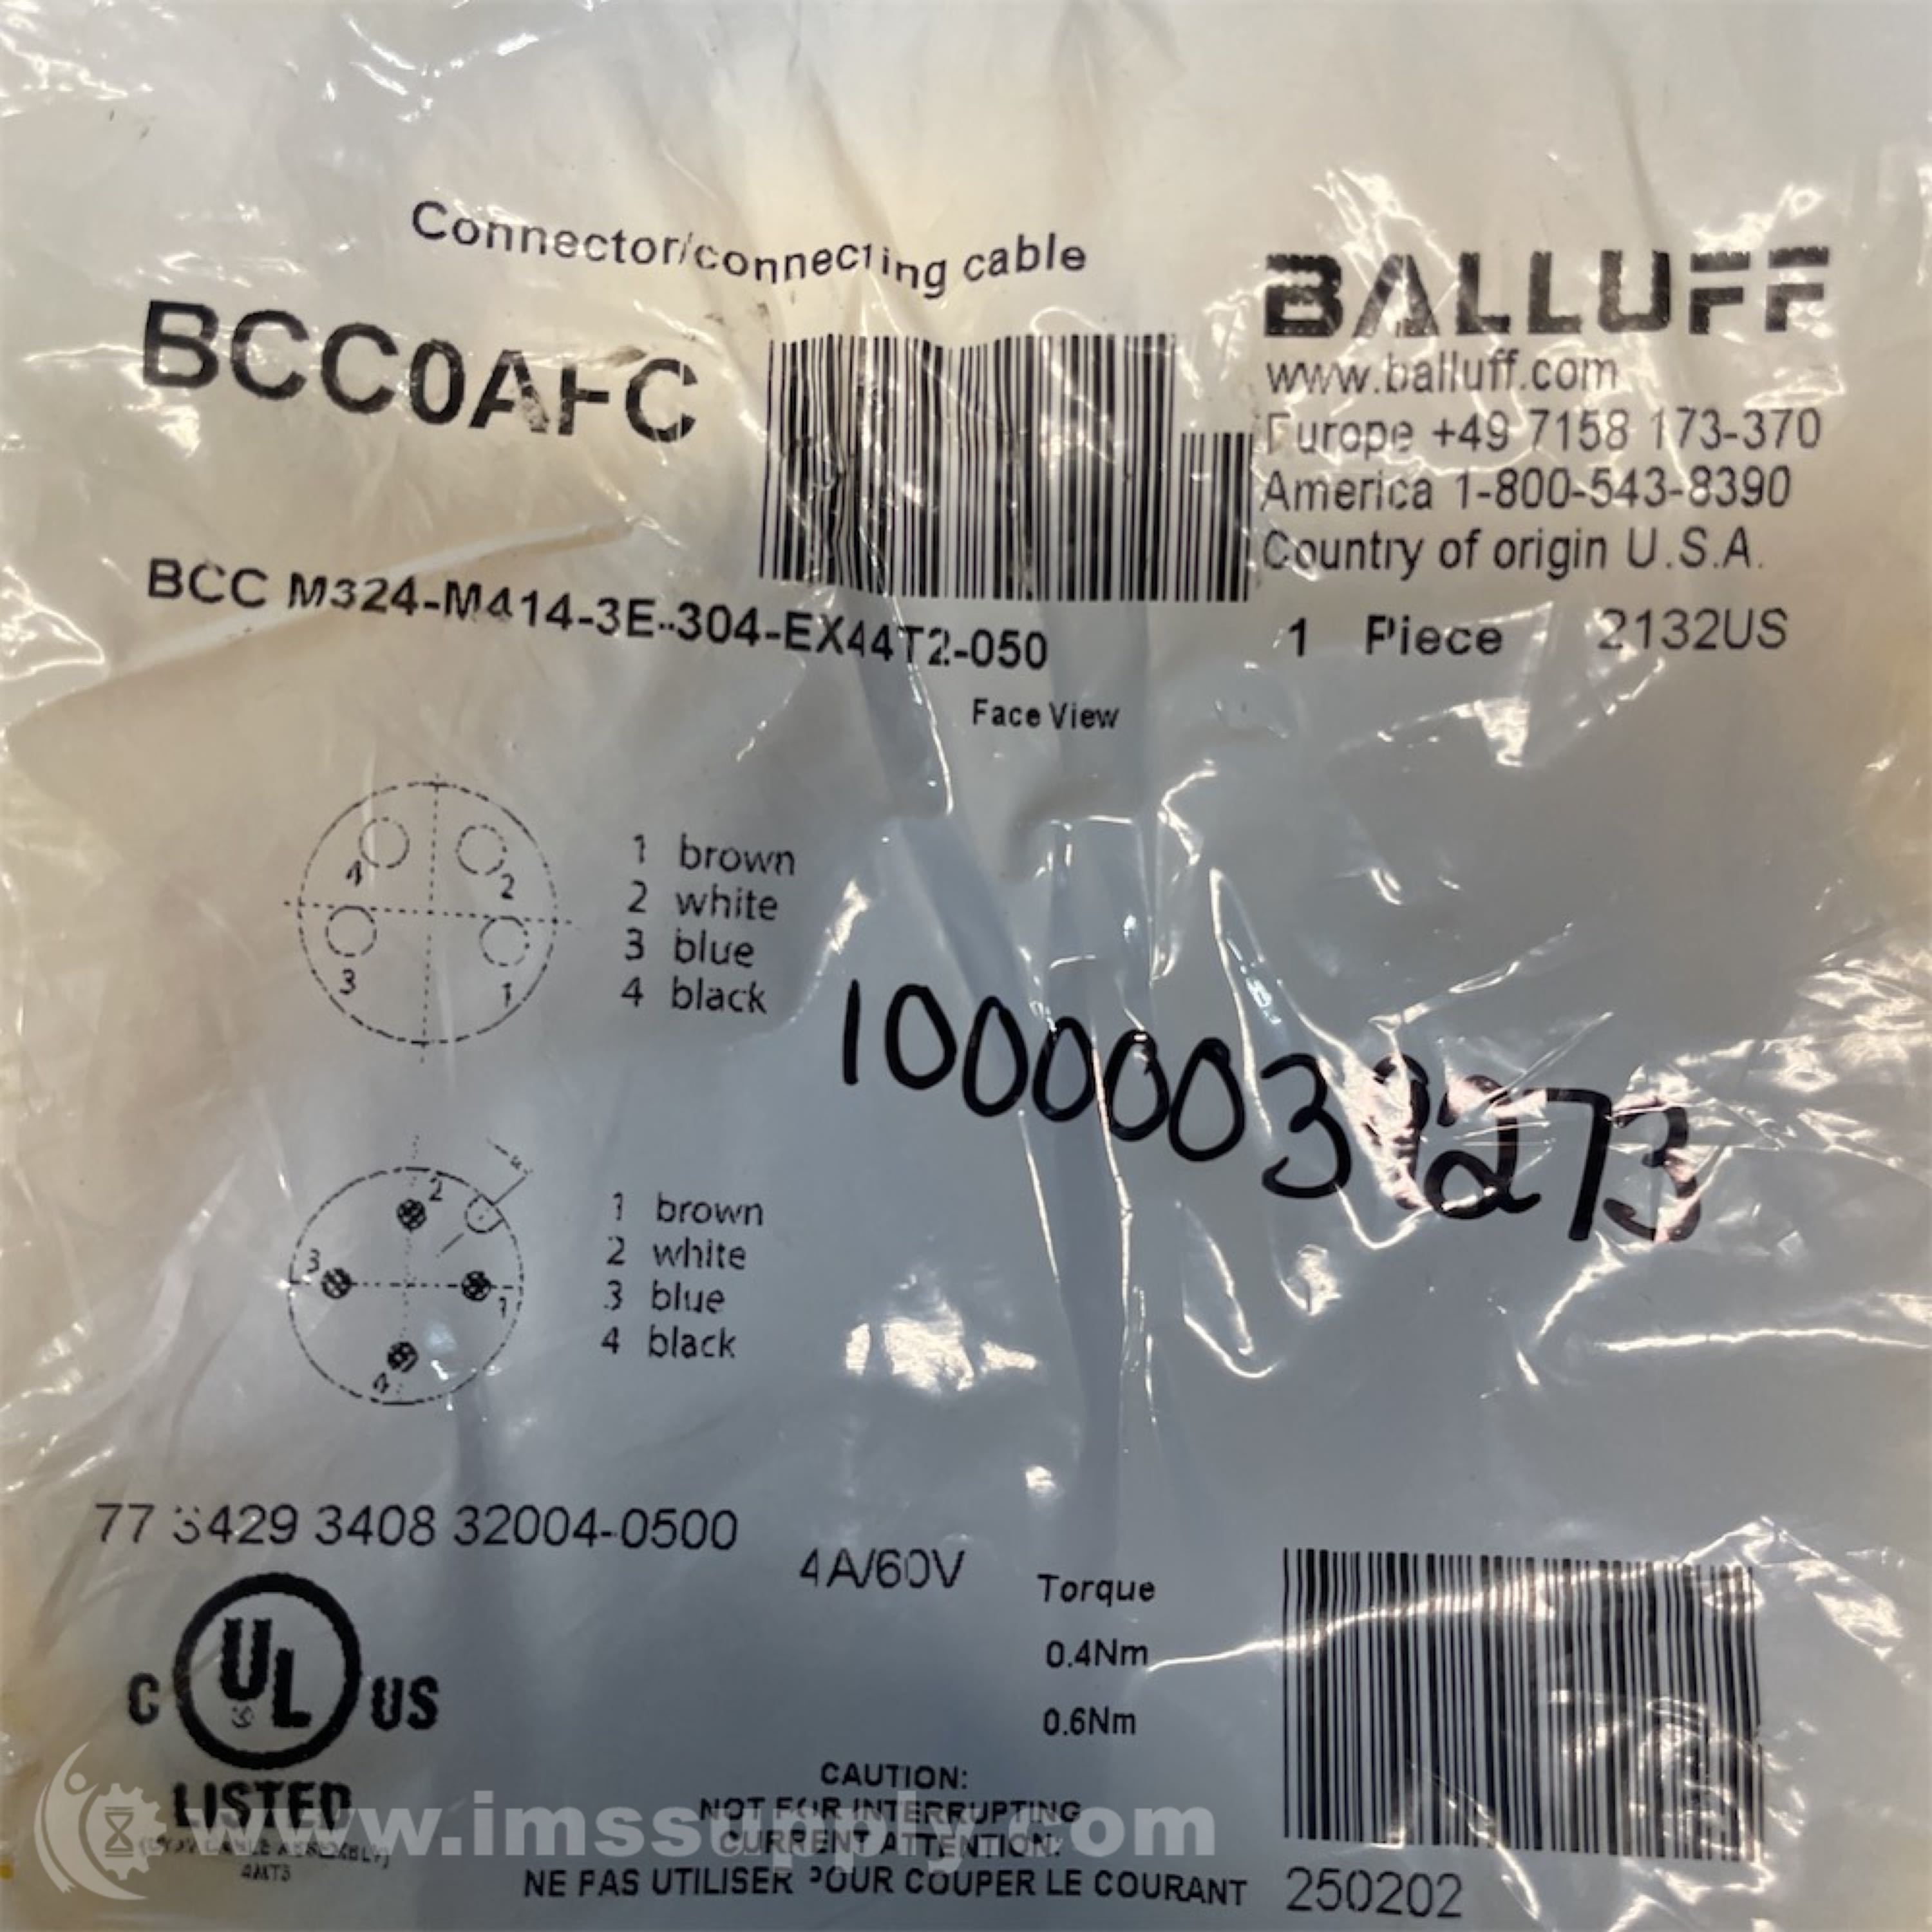 Connector/connecting cable
BALLUFF
BCC0AFC
www.balluff.com
Europe +49 7158 173-370
America 1-800-543-8390
Country of origin U.S.A.
BCC M324-M414-3E-304-EX44T2-050
1 Piece 2132US
Face View
4
2
3
1
1 brown
2 white
3 blue
4 black
10000039273
2
3
1
4
1 brown
2 white
3 blue
4 black
77 3429 3408 32004-0500
4A/60V
Torque
0.4Nm
0.6Nm
C UL US
LISTED
CAUTION:
NOT FOR INTERRUPTING
CURRENT ATTENTION:
NE PAS UTILISER POUR COUPER LE COURANT
250202
www.imssupply.com